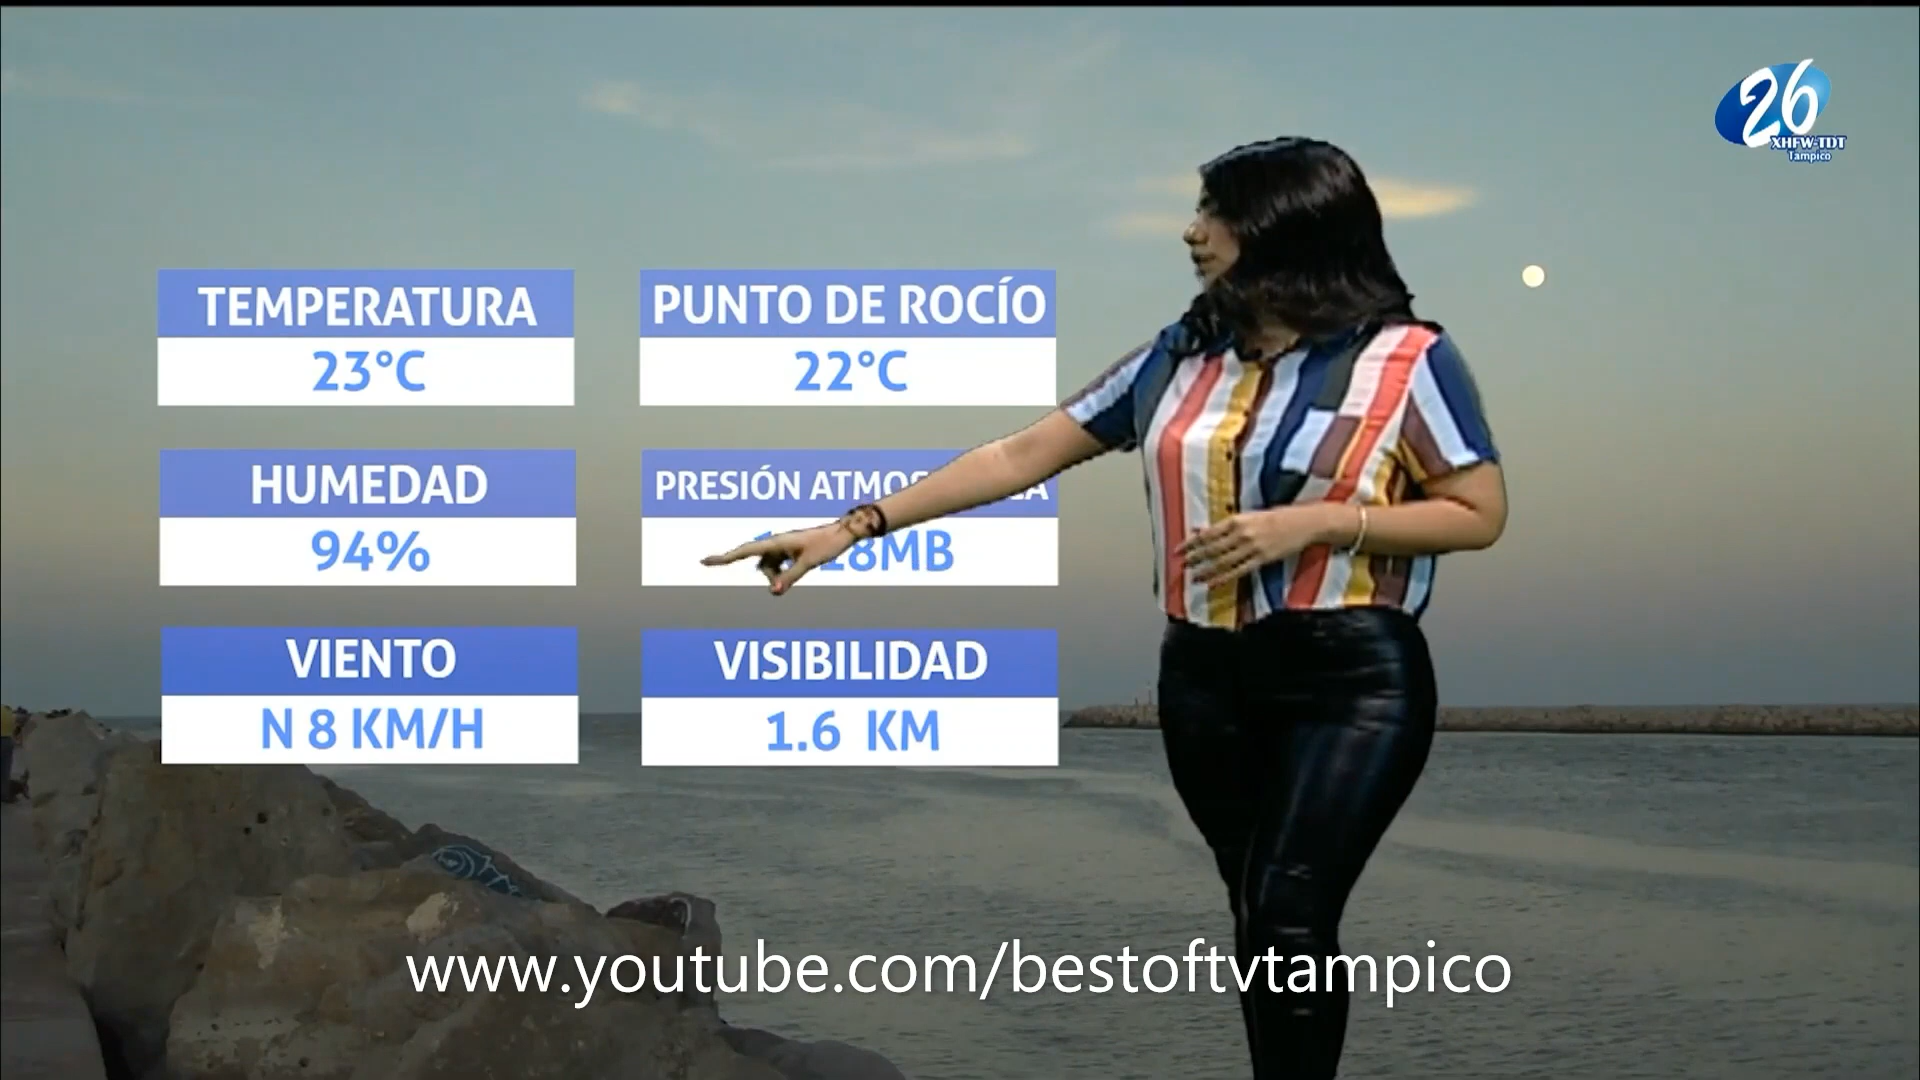 26
XHFW-TDT
Tampico
TEMPERATURA
23°C
PUNTO DE ROCÍO
22°C
HUMEDAD
94%
PRESIÓN
VIENTO
N 8 KM/H
VISIBILIDAD
1.6 KM
www.youtube.com/bestoftvtampico